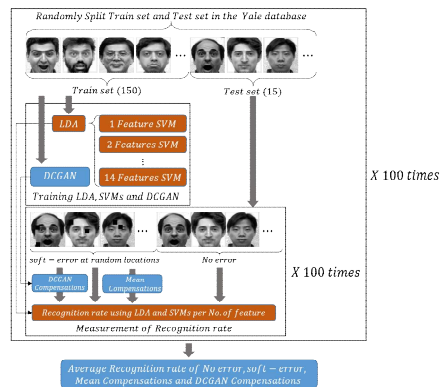 Randomly Split Train set and Test set in the Yale database
...
Train set (150)
Test set (15)
LDA
1 Feature SVM
2 Features SVM
⋮
14 Features SVM
DCGAN
Training LDA, SVMs and DCGAN
X 100 times
...
soft - error at random locations
No error
X 100 times
DCGAN
Compensations
Mean
Compensations
Recognition rate using LDA and SVMs per No. of feature
Measurement of Recognition rate
Average Recognition rate of No error, soft - error,
Mean Compensations and DCGAN Compensations